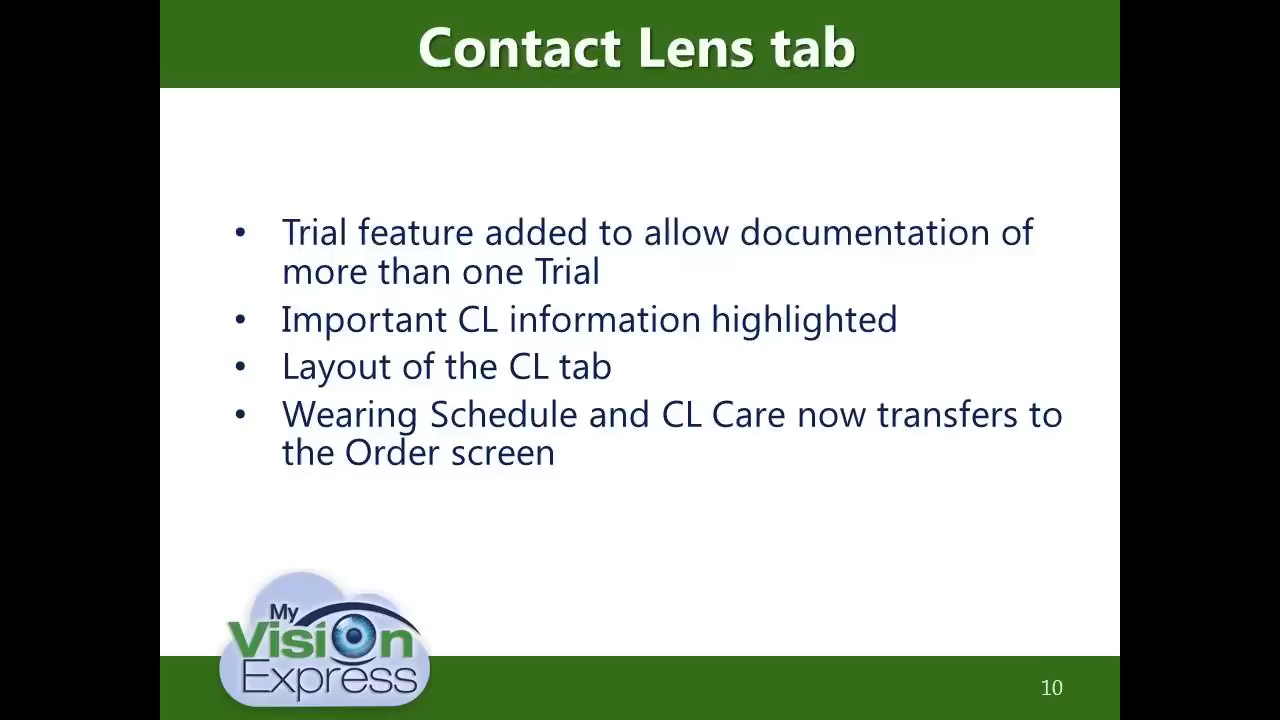 Contact Lens tab
• Trial feature added to allow documentation of
more than one Trial
• Important CL information highlighted
• Layout of the CL tab
• Wearing Schedule and CL Care now transfers to
the Order screen
My
Vision
Express
10